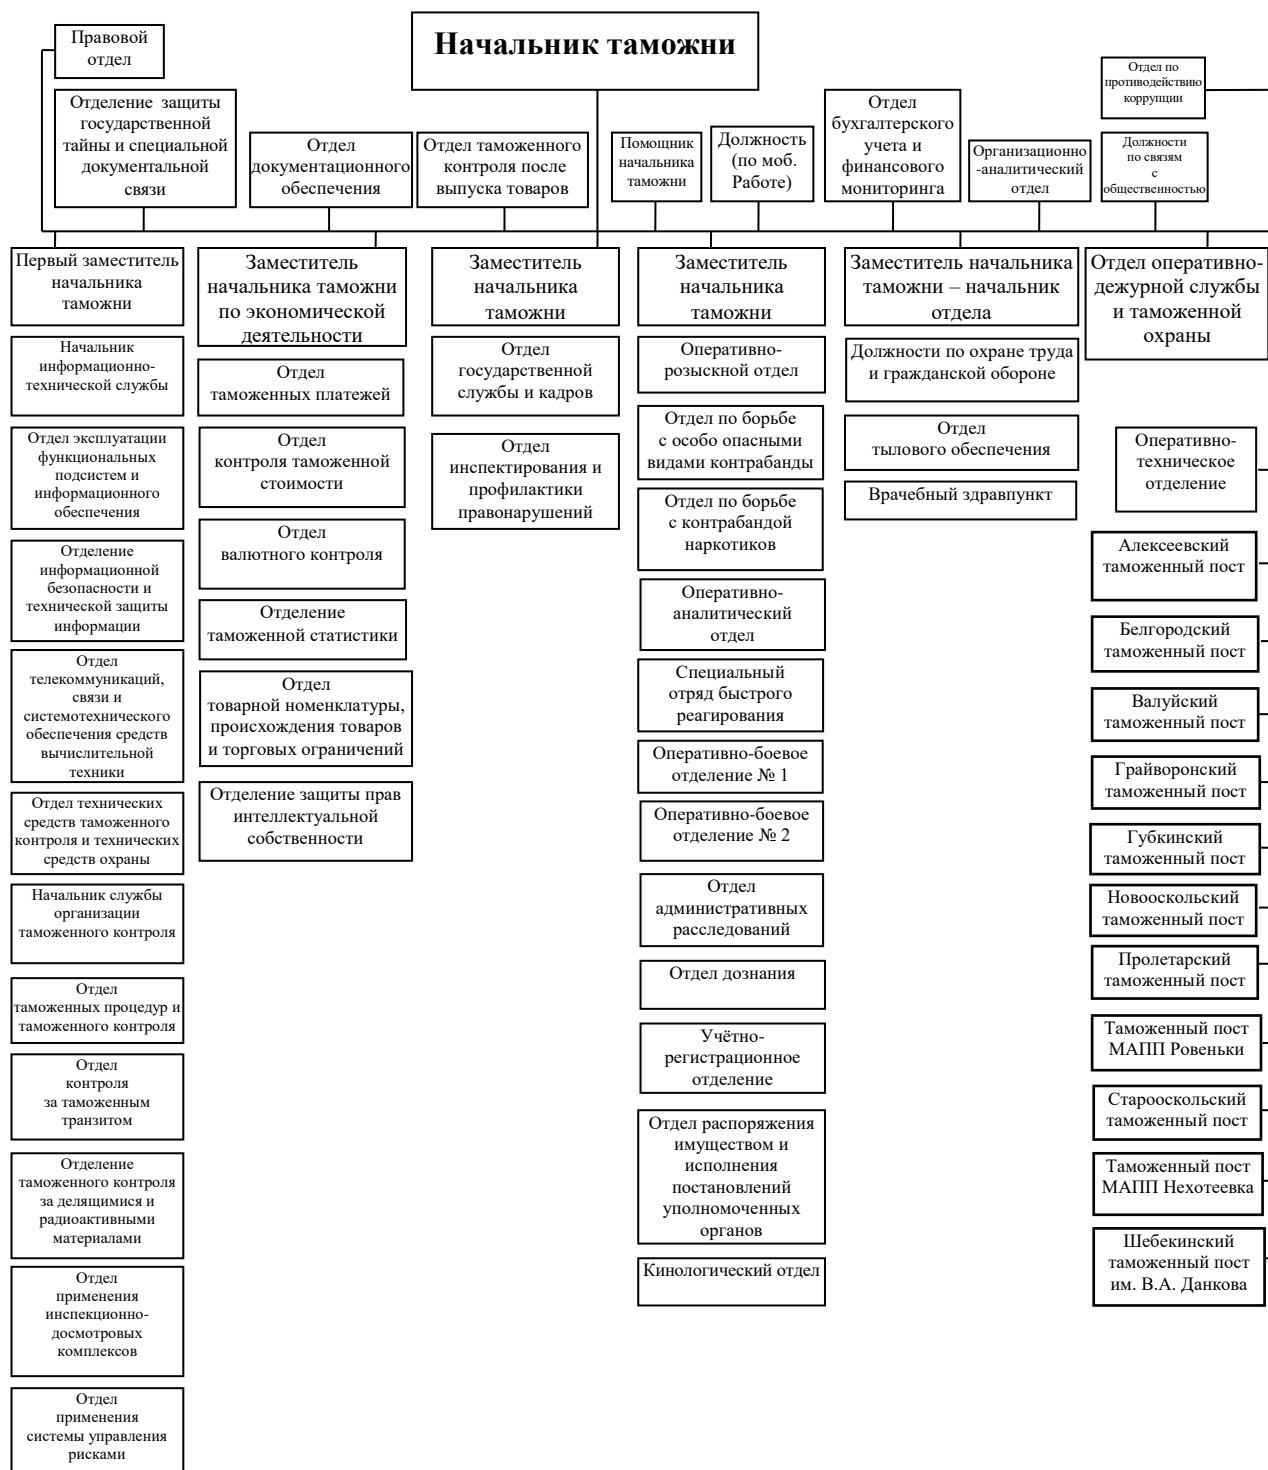 Начальник таможни
Правовой
отдел
Отделение защиты
государственной
тайны и специальной
документальной
связи
Отдел
документационного
обеспечения
Отдел таможенного
контроля после
выпуска товаров
Помощник
начальника
таможни
Должность
(по моб.
Работе)
Отдел
бухгалтерского
учета и
финансового
мониторинга
Организационно
-аналитический
отдел
Отдел по
противодействию
коррупции
Должности
по связям
с
общественностью
Первый заместитель
начальника
таможни
Начальник
информационно-
технической службы
Отдел эксплуатации
функциональных
подсистем и
информационного
обеспечения
Отделение
информационной
безопасности и
технической защиты
информации
Отдел
телекоммуникаций,
связи и
системотехнического
обеспечения средств
вычислительной
техники
Отдел технических
средств таможенного
контроля и технических
средств охраны
Начальник службы
организации
таможенного контроля
Отдел
таможенных процедур и
таможенного контроля
Отдел
контроля
за таможенным
транзитом
Отделение
таможенного контроля
за делящимися и
радиоактивными
материалами
Отдел
применения
инспекционно-
досмотровых
комплексов
Отдел
применения
системы управления
рисками
Заместитель
начальника таможни
по экономической
деятельности
Отдел
таможенных платежей
Отдел
контроля таможенной
стоимости
Отдел
валютного контроля
Отделение
таможенной статистики
Отдел
товарной номенклатуры,
происхождения товаров
и торговых ограничений
Отделение защиты прав
интеллектуальной
собственности
Заместитель
начальника
таможни
Отдел
государственной
службы и кадров
Отдел
инспектирования и
профилактики
правонарушений
Заместитель
начальника
таможни
Оперативно-
розыскной отдел
Отдел по борьбе
с особо опасными
видами контрабанды
Отдел по борьбе
с контрабандой
наркотиков
Оперативно-
аналитический
отдел
Специальный
отряд быстрого
реагирования
Оперативно-боевое
отделение № 1
Оперативно-боевое
отделение № 2
Отдел
административных
расследований
Отдел дознания
Учётно-
регистрационное
отделение
Отдел распоряжения
имуществом и
исполнения
постановлений
уполномоченных
органов
Кинологический отдел
Заместитель начальника
таможни – начальник
отдела
Должности по охране труда
и гражданской обороне
Отдел
тылового обеспечения
Врачебный здравпункт
Отдел оперативно-
дежурной службы
и таможенной
охраны
Оперативно-
техническое
отделение
Алексеевский
таможенный пост
Белгородский
таможенный пост
Валуйский
таможенный пост
Грайворонский
таможенный пост
Губкинский
таможенный пост
Новооскольский
таможенный пост
Пролетарский
таможенный пост
Таможенный пост
МАПП Ровеньки
Старооскольский
таможенный пост
Таможенный пост
МАПП Нехотеевка
Шебекинский
таможенный пост
им. В.А. Данкова